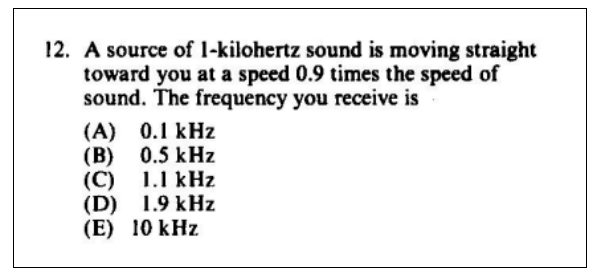 12. A source of 1-kilohertz sound is moving straight
toward you at a speed 0.9 times the speed of
sound. The frequency you receive is
(A) 0.1 kHz
(B) 0.5 kHz
(C) 1.1 kHz
(D) 1.9 kHz
(E) 10 kHz